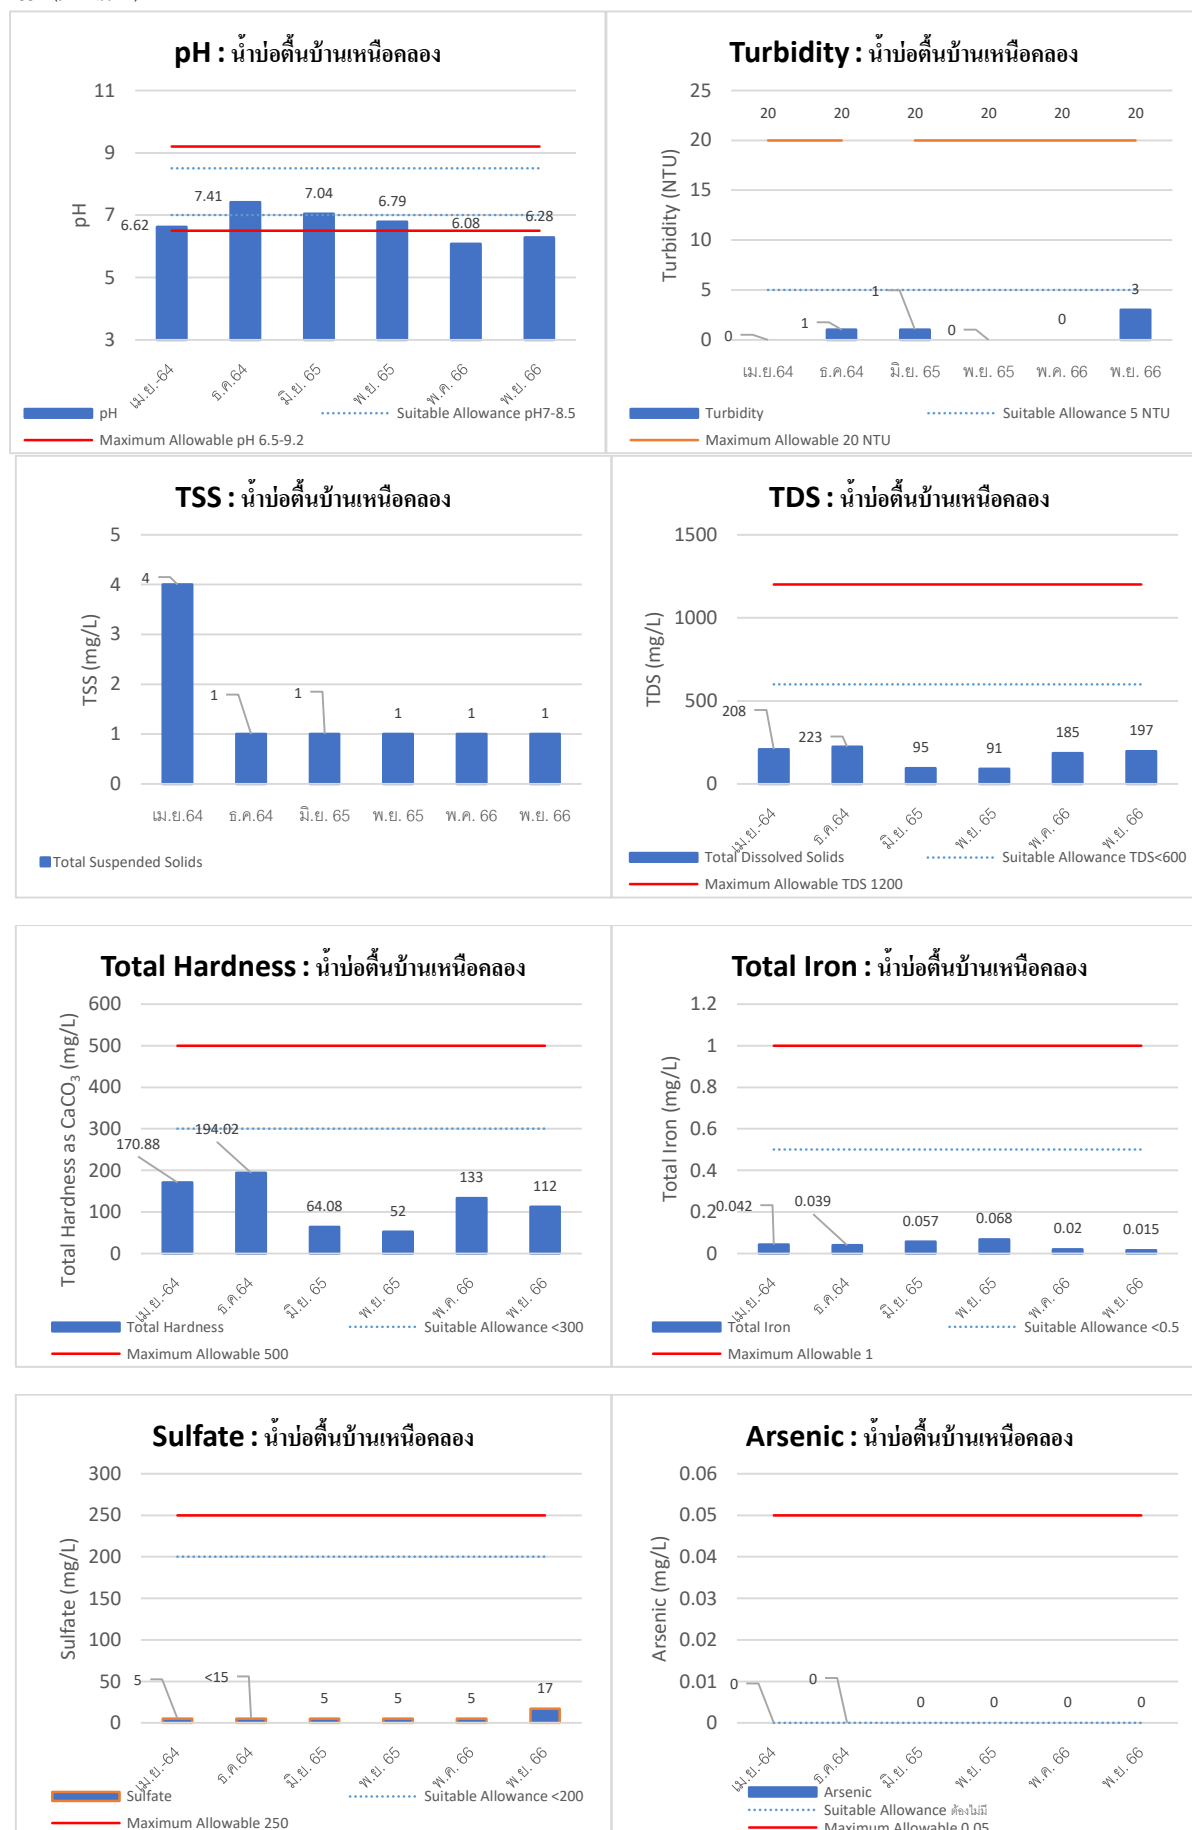 pH : น้ำบ่อตื้นบ้านเหนือคลอง
11
9
7
5
3
pH
6.62
7.41
7.04
6.79
6.08
6.28
เม.ย.-64
ธ.ค.64
มิ.ย. 65
พ.ย. 65
พ.ค. 66
พ.ย. 66
pH
Suitable Allowance pH7-8.5
Maximum Allowable pH 6.5-9.2
Turbidity : น้ำบ่อตื้นบ้านเหนือคลอง
25
20
15
10
5
0
Turbidity (NTU)
20 20 20 20 20 20
0
1
1
0
0
3
เม.ย.64 ธ.ค.64 มิ.ย. 65 พ.ย. 65 พ.ค. 66 พ.ย. 66
Turbidity
Suitable Allowance 5 NTU
Maximum Allowable 20 NTU
TSS : น้ำบ่อตื้นบ้านเหนือคลอง
5
4
3
2
1
0
TSS (mg/L)
4
1
1
1
1
1
เม.ย.64 ธ.ค.64 มิ.ย. 65 พ.ย. 65 พ.ค. 66 พ.ย. 66
Total Suspended Solids
TDS : น้ำบ่อตื้นบ้านเหนือคลอง
1500
1000
500
0
TDS (mg/L)
208
223
95
91
185
197
เม.ย.-64
ธ.ค.64
มิ.ย. 65
พ.ย. 65
พ.ค. 66
พ.ย. 66
Total Dissolved Solids
Suitable Allowance TDS<600
Maximum Allowable TDS 1200
Total Hardness : น้ำบ่อตื้นบ้านเหนือคลอง
600
500
400
300
200
100
0
Total Hardness as CaCO₃ (mg/L)
170.88
194.02
64.08
52
133
112
เม.ย.-64
ธ.ค.64
มิ.ย. 65
พ.ย. 65
พ.ค. 66
พ.ย. 66
Total Hardness
Suitable Allowance <300
Maximum Allowable 500
Total Iron : น้ำบ่อตื้นบ้านเหนือคลอง
1.2
1
0.8
0.6
0.4
0.2
0
Total Iron (mg/L)
0.042
0.039
0.057
0.068
0.02
0.015
เม.ย.-64
ธ.ค.64
มิ.ย. 65
พ.ย. 65
พ.ค. 66
พ.ย. 66
Total Iron
Suitable Allowance <0.5
Maximum Allowable 1
Sulfate : น้ำบ่อตื้นบ้านเหนือคลอง
300
250
200
150
100
50
0
Sulfate (mg/L)
5
<15
5
5
5
17
เม.ย.-64
ธ.ค.64
มิ.ย. 65
พ.ย. 65
พ.ค. 66
พ.ย. 66
Sulfate
Suitable Allowance <200
Maximum Allowable 250
Arsenic : น้ำบ่อตื้นบ้านเหนือคลอง
0.06
0.05
0.04
0.03
0.02
0.01
0
Arsenic (mg/L)
0
0
0
0
0
0
เม.ย.-64
ธ.ค.64
มิ.ย. 65
พ.ย. 65
พ.ค. 66
พ.ย. 66
Arsenic
Suitable Allowance ต้องไม่มี
Maximum Allowable 0.05